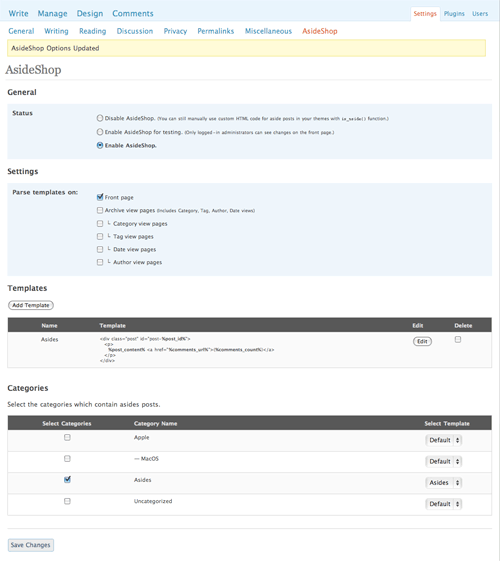 Write Manage Design Comments Settings Plugins Users
General Writing Reading Discussion Privacy Permalinks Miscellaneous AsideShop
AsideShop Options Updated
AsideShop
General
Status
Disable AsideShop. (You can still manually use custom HTML code for aside posts in your themes with is_aside() function.)
Enable AsideShop for testing. (Only logged-in administrators can see changes on the front page.)
Enable AsideShop.
Settings
Parse templates on:
Front page
Archive view pages (Includes Category, Tag, Author, Date views)
└ Category view pages
└ Tag view pages
└ Date view pages
└ Author view pages
Templates
Add Template
Name Template Edit Delete
Asides <div class="post" id="post-%post_id%">
<p>
%post_content% <a href="%comments_url%">(%comments_count%)</a>
</p>
</div>
Edit
Categories
Select the categories which contain asides posts.
Select Categories Category Name Select Template
Apple Default
— MacOS Default
Asides Asides
Uncategorized Default
Save Changes